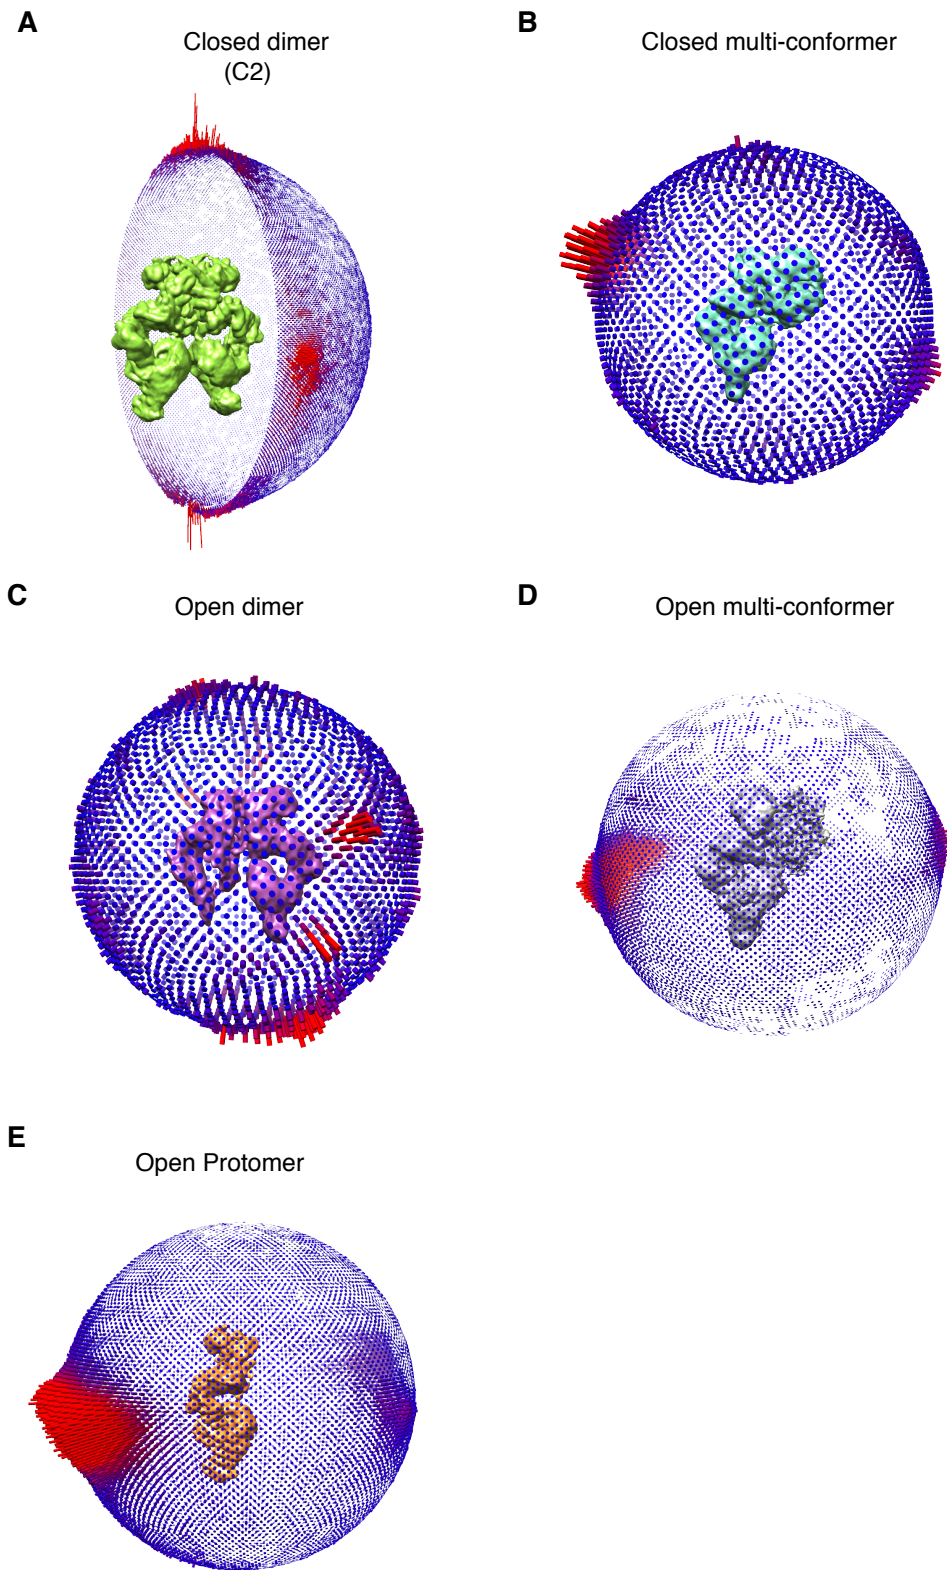 A
Closed dimer
(C2)
B
Closed multi-conformer
C
Open dimer
D
Open multi-conformer
E
Open Protomer